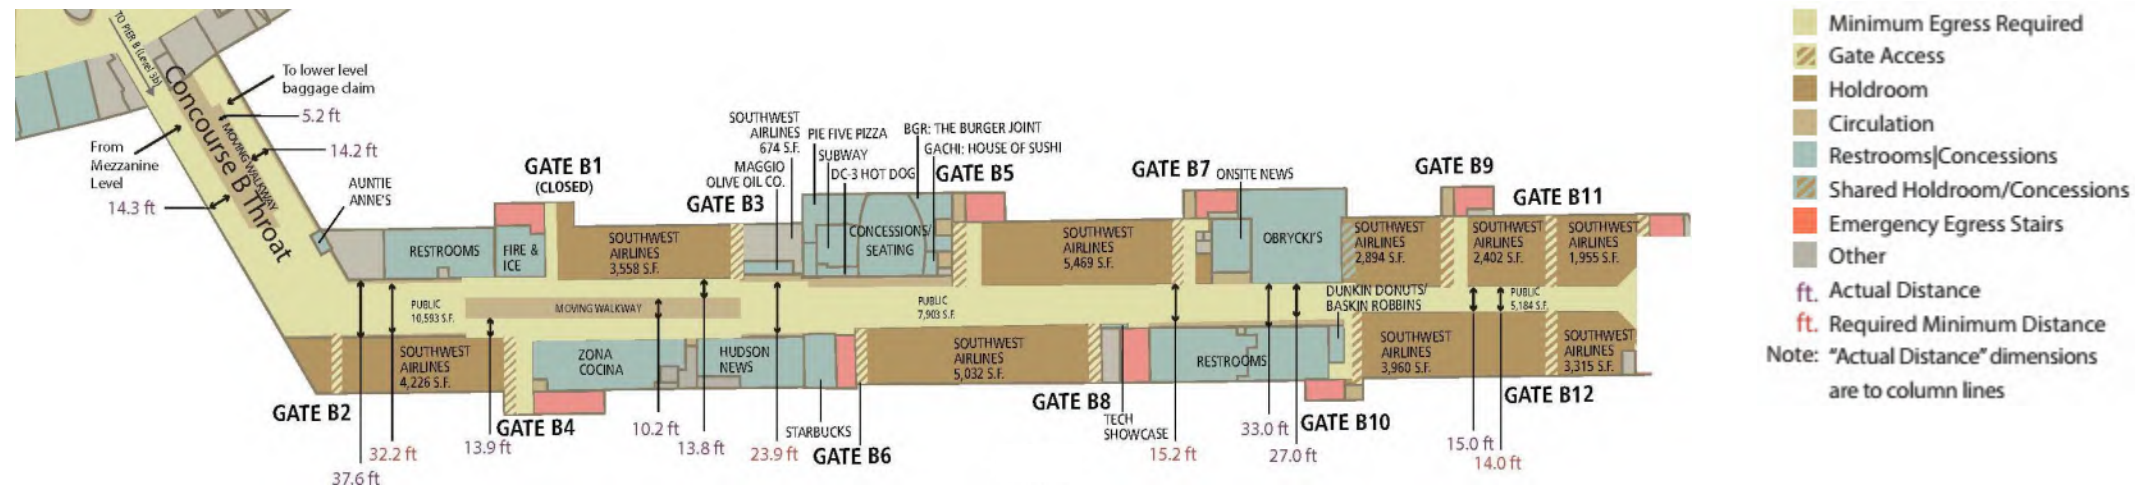 TO PIER B (Level 3b)
Concourse B Throat
MOVING WALKWAY
To lower level
baggage claim
5.2 ft
14.2 ft
From
Mezzanine
Level
14.3 ft
AUNTIE
ANNE'S
RESTROOMS
FIRE &
ICE
GATE B1
(CLOSED)
SOUTHWEST
AIRLINES
3,558 S.F.
GATE B3
SOUTHWEST
AIRLINES
674 S.F.
MAGGIO
OLIVE OIL CO.
PIE FIVE PIZZA
SUBWAY
DC-3 HOT DOG
BGR: THE BURGER JOINT
GACHI: HOUSE OF SUSHI
CONCESSIONS/
SEATING
GATE B5
SOUTHWEST
AIRLINES
5,469 S.F.
GATE B7
ONSITE NEWS
OBRYCKI'S
SOUTHWEST
AIRLINES
2,894 S.F.
GATE B9
SOUTHWEST
AIRLINES
2,402 S.F.
GATE B11
SOUTHWEST
AIRLINES
1,955 S.F.
PUBLIC
10,593 S.F.
MOVING WALKWAY
PUBLIC
7,903 S.F.
DUNKIN DONUTS/
BASKIN ROBBINS
PUBLIC
5,184 S.F.
GATE B2
SOUTHWEST
AIRLINES
4,226 S.F.
37.6 ft
32.2 ft
13.9 ft
GATE B4
ZONA
COCINA
HUDSON
NEWS
10.2 ft
13.8 ft
23.9 ft
STARBUCKS
GATE B6
SOUTHWEST
AIRLINES
5,032 S.F.
GATE B8
TECH
SHOWCASE
15.2 ft
RESTROOMS
33.0 ft
27.0 ft
GATE B10
SOUTHWEST
AIRLINES
3,960 S.F.
15.0 ft
14.0 ft
GATE B12
SOUTHWEST
AIRLINES
3,315 S.F.
Minimum Egress Required
Gate Access
Holdroom
Circulation
Restrooms|Concessions
Shared Holdroom/Concessions
Emergency Egress Stairs
Other
ft. Actual Distance
ft. Required Minimum Distance
Note: "Actual Distance" dimensions
are to column lines